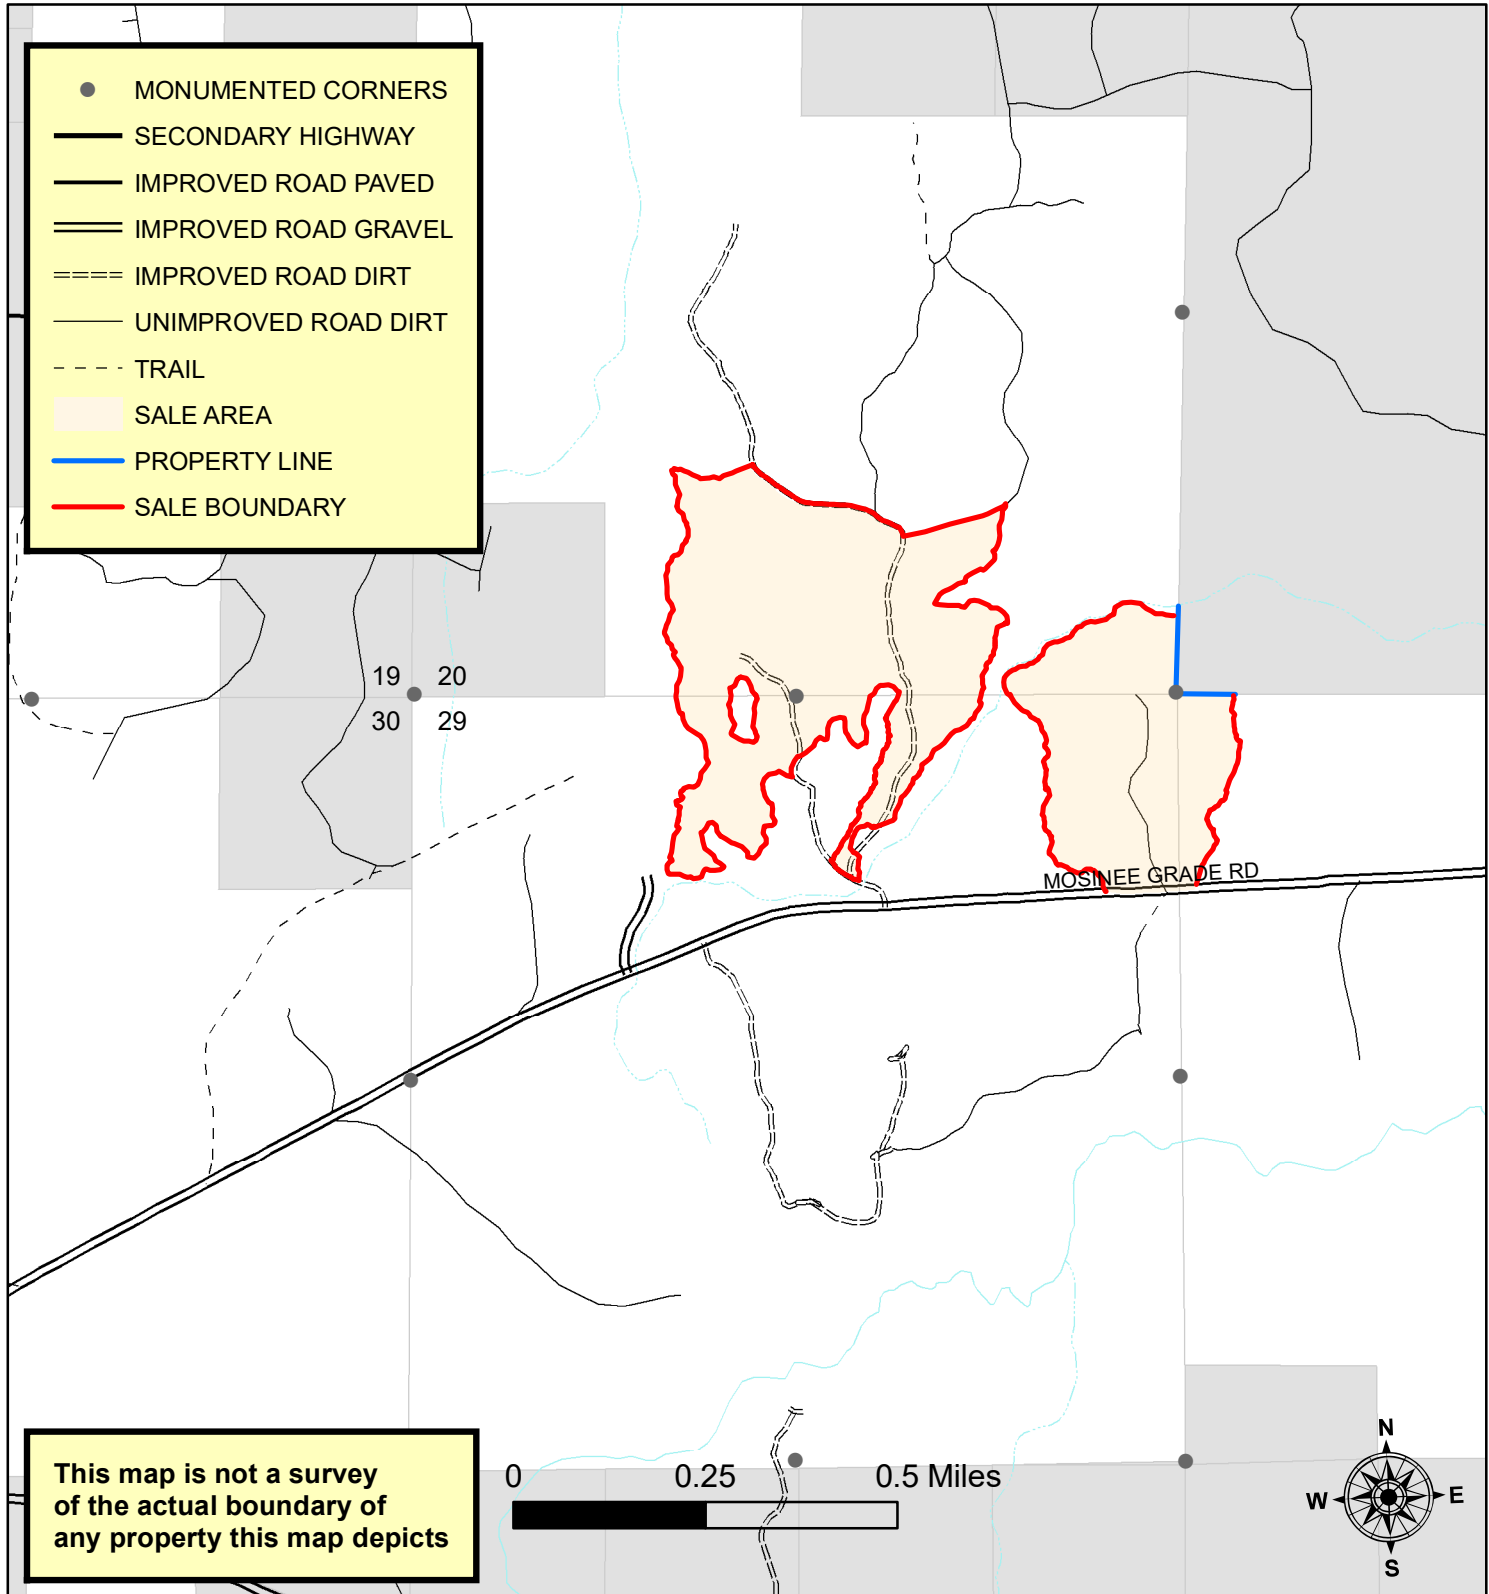 MONUMENTED CORNERS
SECONDARY HIGHWAY
IMPROVED ROAD PAVED
IMPROVED ROAD GRAVEL
IMPROVED ROAD DIRT
UNIMPROVED ROAD DIRT
TRAIL
SALE AREA
PROPERTY LINE
SALE BOUNDARY
19 20
30 29
MOSINEE GRADE RD
This map is not a survey
of the actual boundary of
any property this map depicts
0 0.25 0.5 Miles
N
W E
S